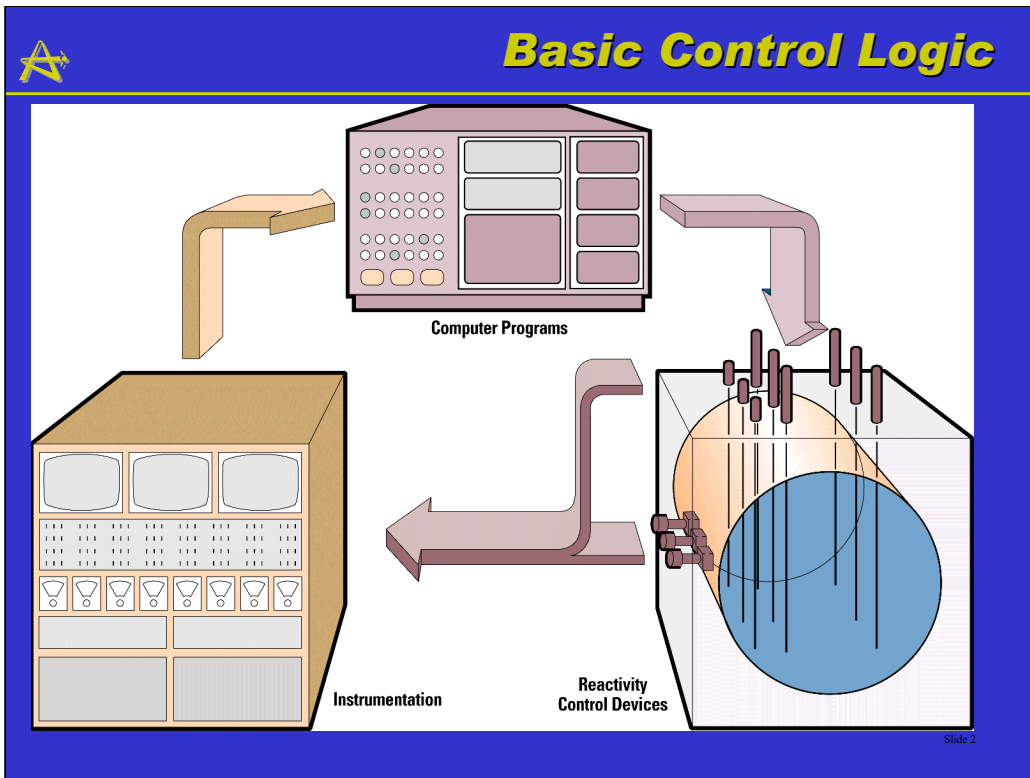 Basic Control Logic
Computer Programs
Instrumentation
Reactivity
Control Devices
Slide 2